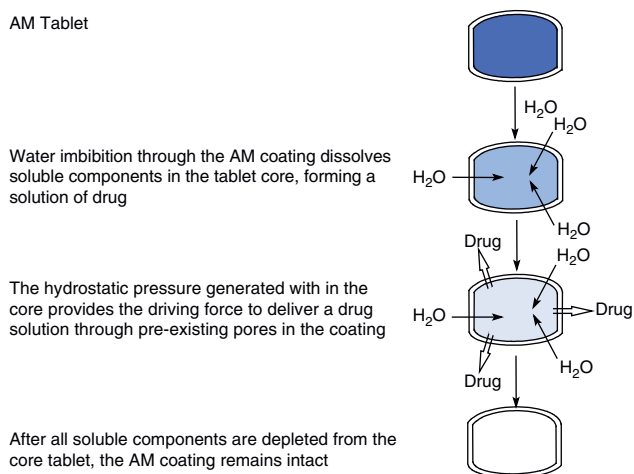 AM Tablet
H₂O
H₂O
Water imbibition through the AM coating dissolves
soluble components in the tablet core, forming a
solution of drug
H₂O
H₂O
Drug
H₂O
The hydrostatic pressure generated with in the
core provides the driving force to deliver a drug
solution through pre-existing pores in the coating
H₂O
Drug
H₂O
Drug
After all soluble components are depleted from the
core tablet, the AM coating remains intact